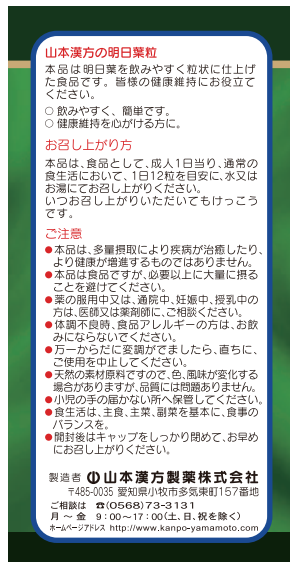 山本漢方の明日葉粒
本品は明日葉を飲みやすく粒状に仕上げ
た食品です。皆様の健康維持にお役立て
ください。
○ 飲みやすく、簡単です。
○ 健康維持を心がける方に。
お召し上がり方
本品は、食品として、成人1日当り、通常の
食生活において、1日12粒を目安に、水又は
お湯にてお召し上がりください。
いつお召し上がりいただいてもけっこう
です。
ご注意
●本品は、多量摂取により疾病が治癒したり、
より健康が増進するものではありません。
●本品は食品ですが、必要以上に大量に摂る
ことを避けてください。
●薬の服用中又は、通院中、妊娠中、授乳中の
方は、医師又は薬剤師に、ご相談ください。
●体調不良時、食品アレルギーの方は、お飲
みにならないでください。
●万一からだに変調がでましたら、直ちに、
ご使用を中止してください。
●天然の素材原料ですので、色、風味が変化する
場合がありますが、品質には問題ありません。
●小児の手の届かない所へ保管してください。
●食生活は、主食、主菜、副菜を基本に、食事の
バランスを。
●開封後はキャップをしっかり閉めて、お早め
にお召し上がりください。
製造者 山本漢方製薬株式会社
〒485-0035 愛知県小牧市多気東町157番地
ご相談は ☎(0568)73-3131
月〜金 9:00〜17:00(土、日、祝を除く)
ホームページアドレス http://www.kanpo-yamamoto.com/